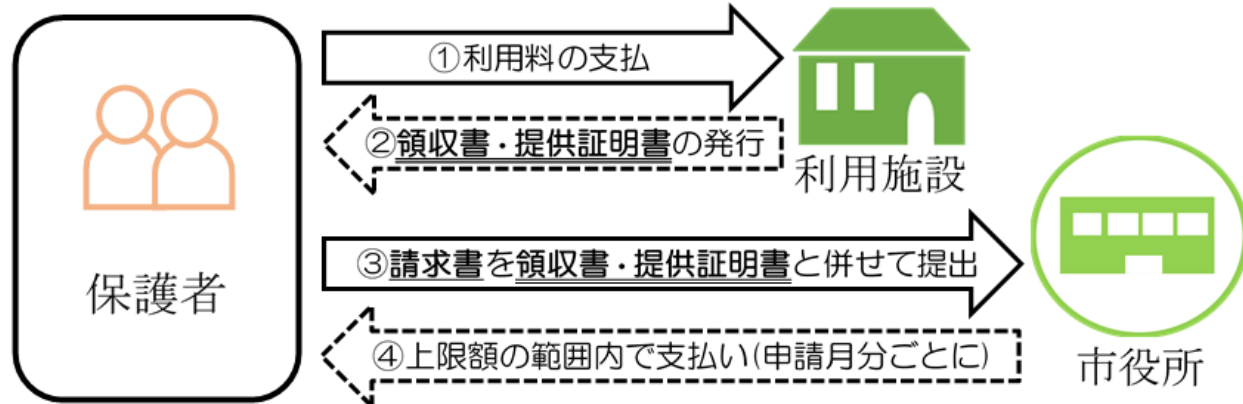 ①利用料の支払
②領収書・提供証明書の発行
利用施設
③請求書を領収書・提供証明書と併せて提出
保護者
④上限額の範囲内で支払い(申請月分ごとに)
市役所